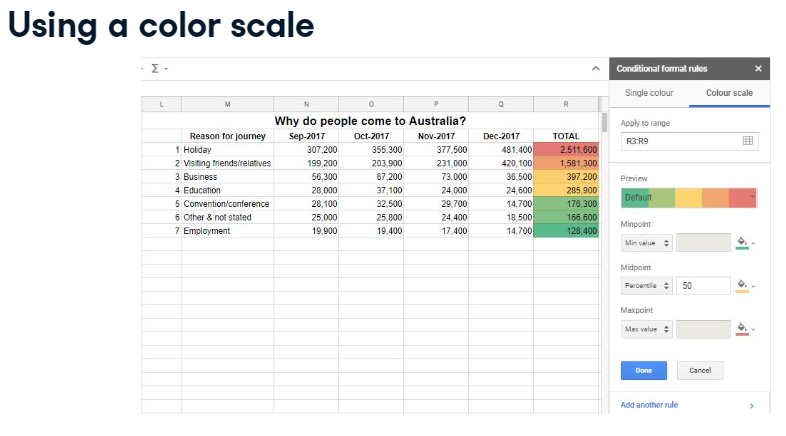 Using a color scale
Σ
Conditional format rules ×
Single colour Colour scale
L M N O P Q R
Apply to range
R3:R9
Why do people come to Australia?
Reason for journey Sep-2017 Oct-2017 Nov-2017 Dec-2017 TOTAL
1 Holiday 307,200 355,300 377,500 481,400 2,511,600
2 Visiting friends/relatives 199,200 203,900 231,000 420,100 1,581,300
3 Business 56,300 67,200 73,000 36,500 397,200
4 Education 28,000 37,100 24,000 24,600 285,900
5 Convention/conference 28,100 32,500 29,700 14,700 176,300
6 Other & not stated 25,000 25,800 24,400 18,500 166,600
7 Employment 19,900 19,400 17,400 14,700 128,400
Preview
Default
Minpoint
Min value
Midpoint
Percentile 50
Maxpoint
Max value
Done Cancel
Add another rule